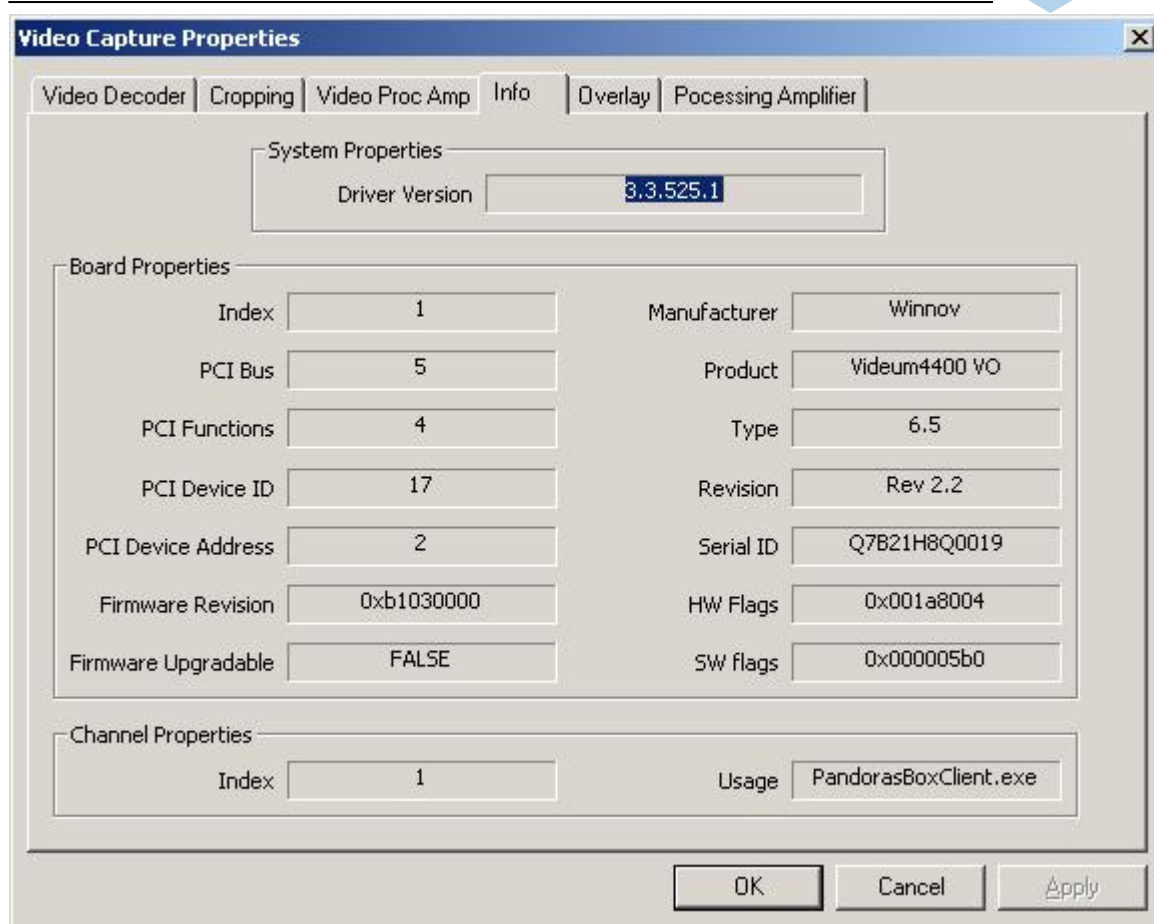 Video Capture Properties
Video Decoder Cropping Video Proc Amp Info Overlay Pocessing Amplifier
System Properties
Driver Version 3.3.525.1
Board Properties
Index 1 Manufacturer Winnov
PCI Bus 5 Product Videum4400 VO
PCI Functions 4 Type 6.5
PCI Device ID 17 Revision Rev 2.2
PCI Device Address 2 Serial ID Q7B21H8Q0019
Firmware Revision 0xb1030000 HW Flags 0x001a8004
Firmware Upgradable FALSE SW flags 0x000005b0
Channel Properties
Index 1 Usage PandorasBoxClient.exe
OK Cancel Apply